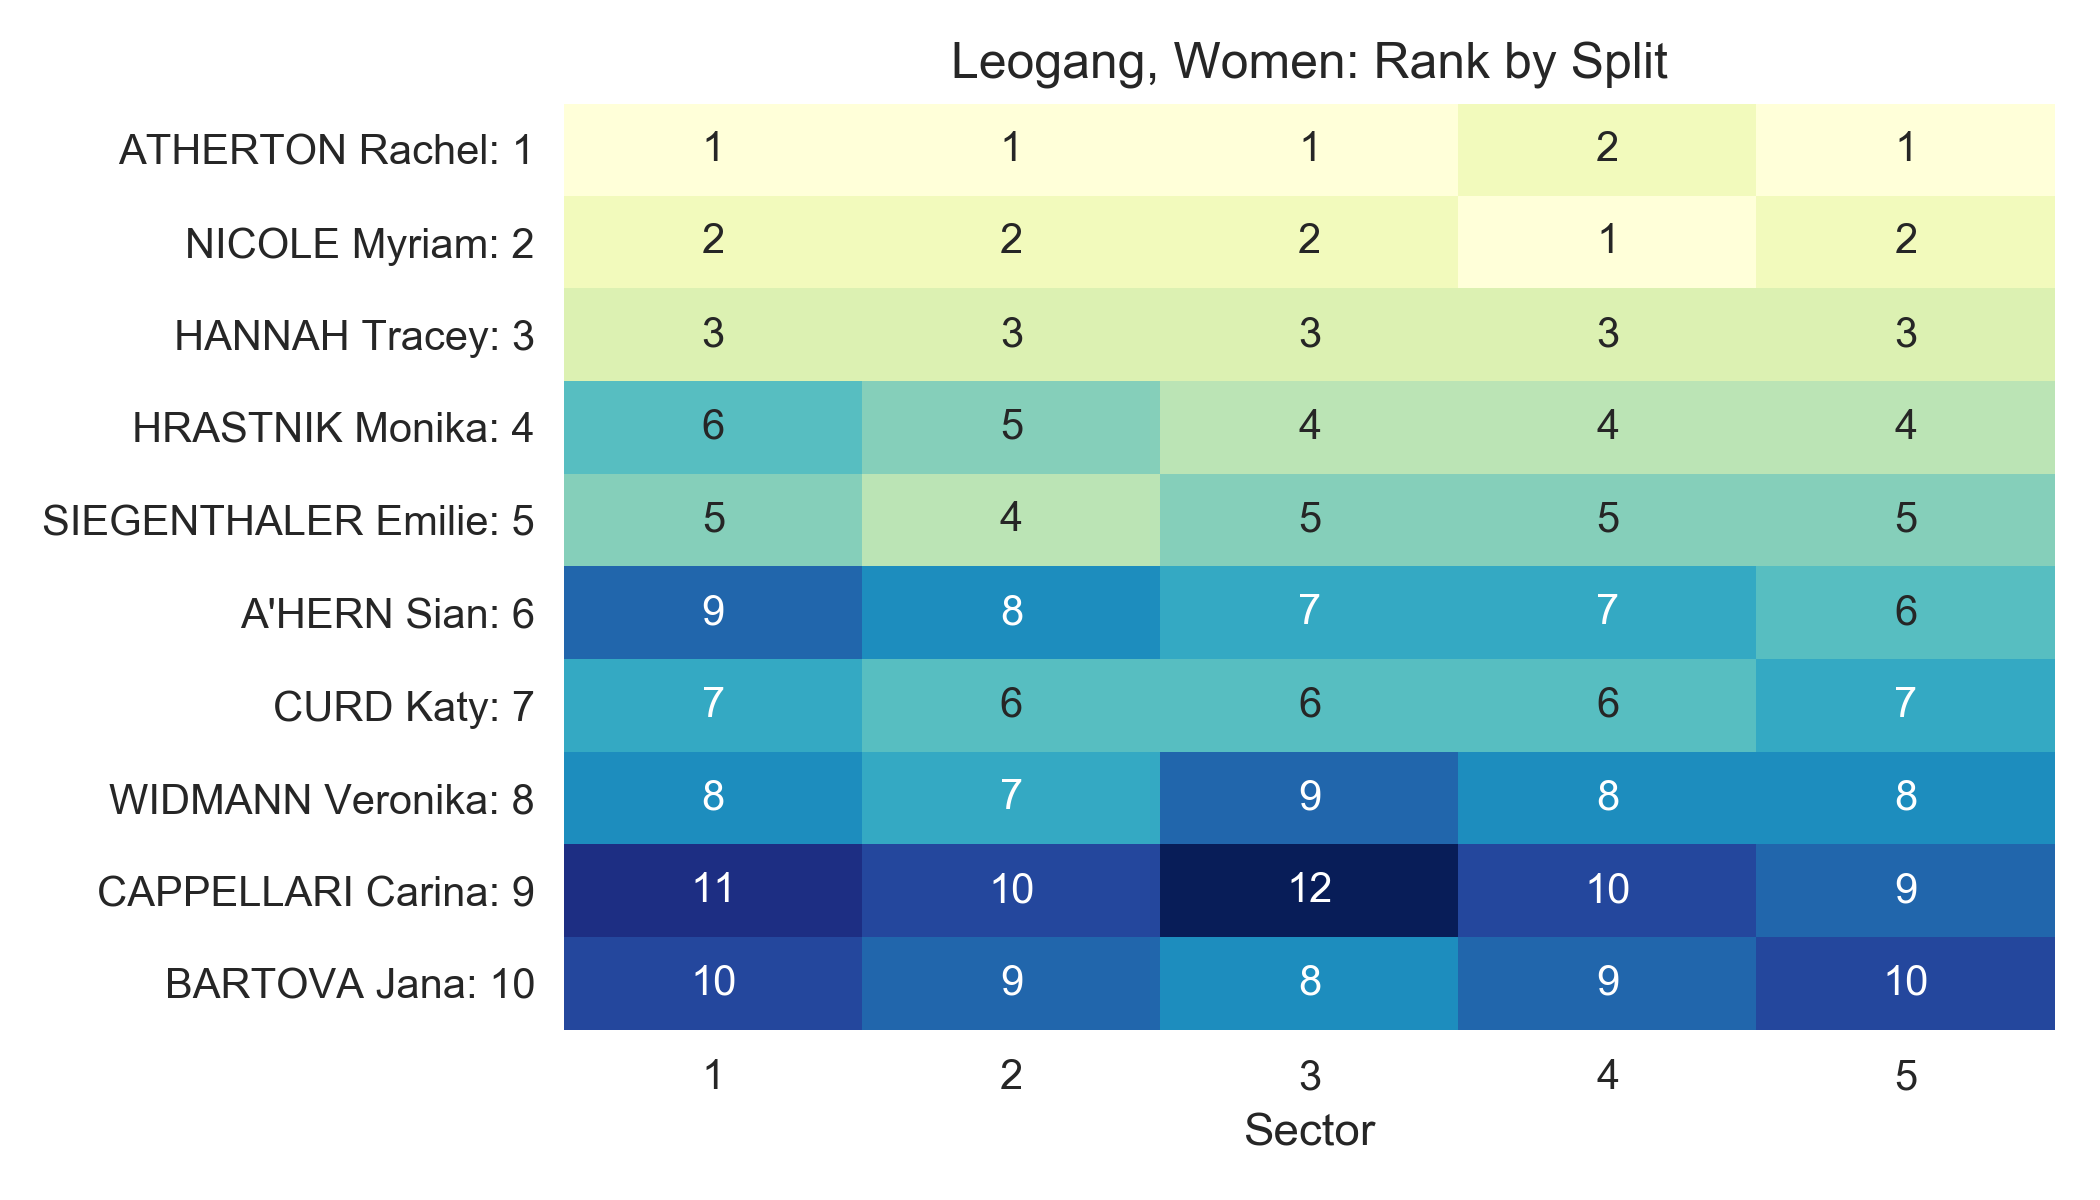 Leogang, Women: Rank by Split
ATHERTON Rachel: 1 1 1 1 2 1
NICOLE Myriam: 2 2 2 2 1 2
HANNAH Tracey: 3 3 3 3 3 3
HRASTNIK Monika: 4 6 5 4 4 4
SIEGENTHALER Emilie: 5 5 4 5 5 5
A'HERN Sian: 6 9 8 7 7 6
CURD Katy: 7 7 6 6 6 7
WIDMANN Veronika: 8 8 7 9 8 8
CAPPELLARI Carina: 9 11 10 12 10 9
BARTOVA Jana: 10 10 9 8 9 10
1 2 3 4 5
Sector